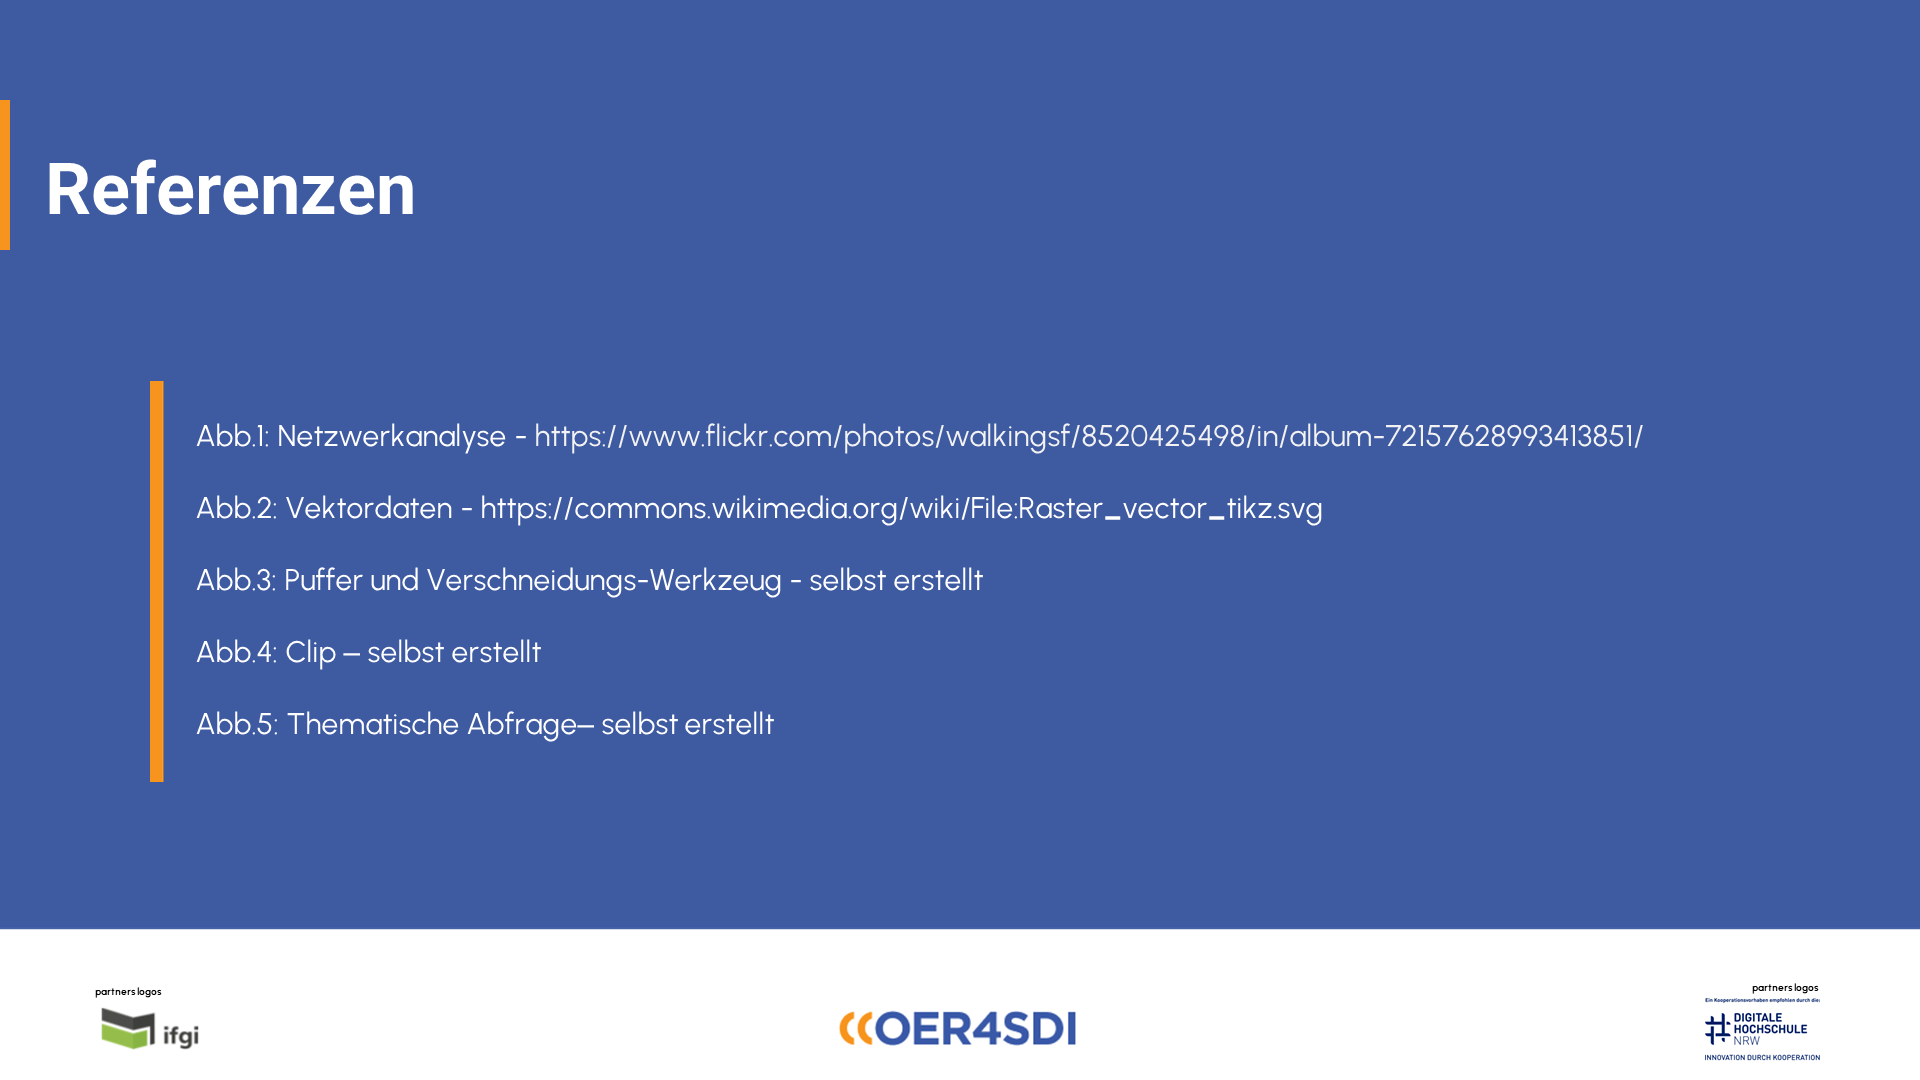 Referenzen
Abb.1: Netzwerkanalyse - https://www.flickr.com/photos/walkingsf/8520425498/in/album-72157628993413851/
Abb.2: Vektordaten - https://commons.wikimedia.org/wiki/File:Raster_vector_tikz.svg
Abb.3: Puffer und Verschneidungs-Werkzeug - selbst erstellt
Abb.4: Clip – selbst erstellt
Abb.5: Thematische Abfrage– selbst erstellt
partners logos
ifgi
OER4SDI
partners logos
Ein Kooperationsvorhaben empfohlen durch die:
DIGITALE
HOCHSCHULE
NRW
INNOVATION DURCH KOOPERATION